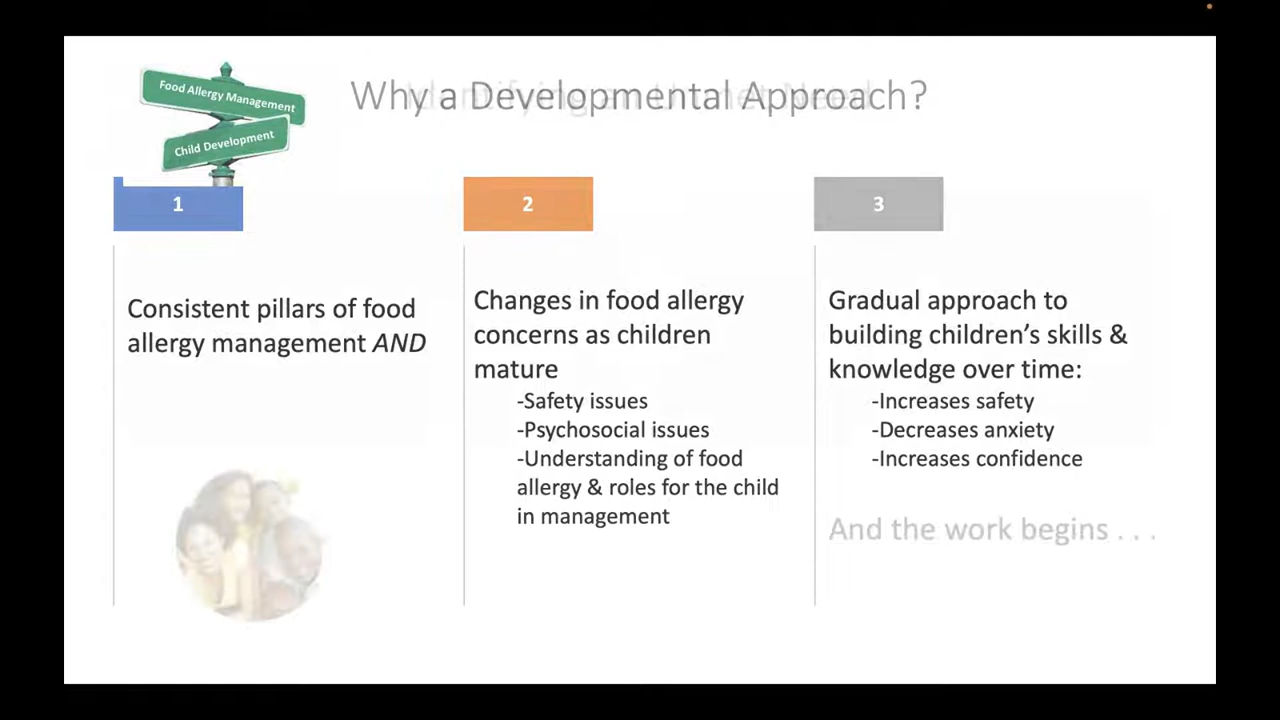 Food Allergy Management
Child Development
Why a Developmental Approach?
1
2
3
Consistent pillars of food
allergy management AND
Changes in food allergy
concerns as children
mature
-Safety issues
-Psychosocial issues
-Understanding of food
allergy & roles for the child
in management
Gradual approach to
building children’s skills &
knowledge over time:
-Increases safety
-Decreases anxiety
-Increases confidence
And the work begins . . .